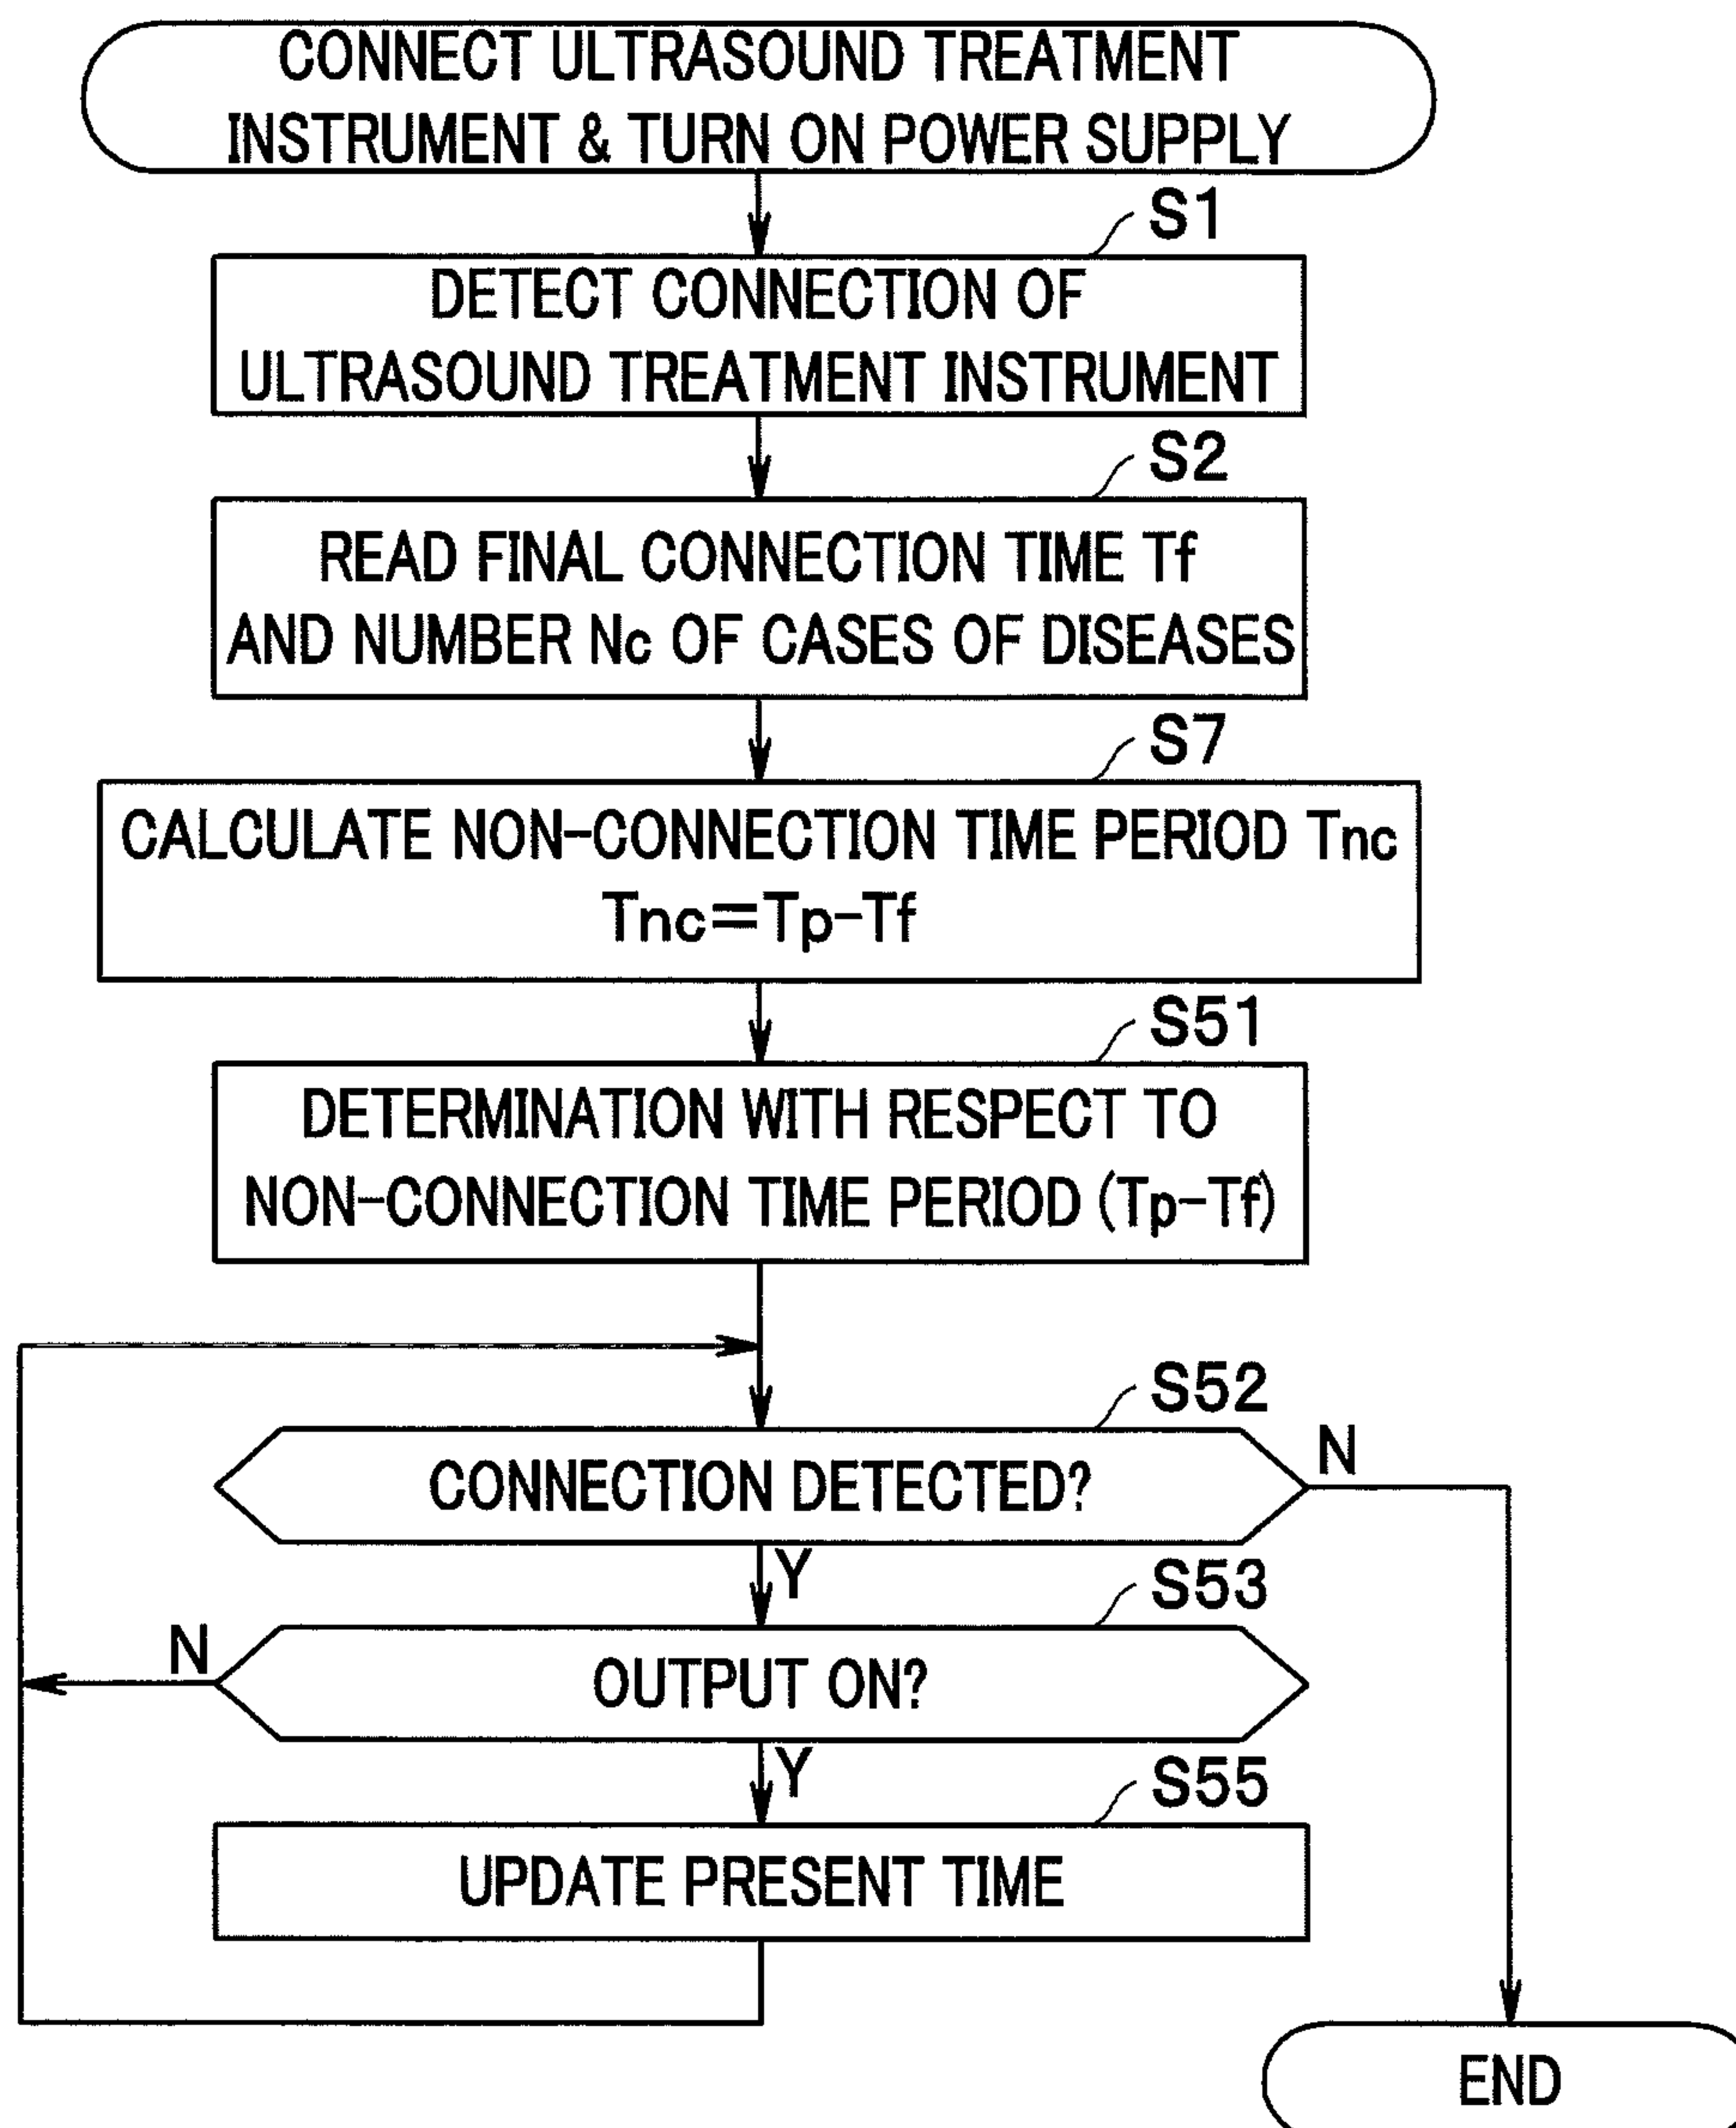 CONNECT ULTRASOUND TREATMENT
INSTRUMENT & TURN ON POWER SUPPLY
S1
DETECT CONNECTION OF
ULTRASOUND TREATMENT INSTRUMENT
S2
READ FINAL CONNECTION TIME Tf
AND NUMBER Nc OF CASES OF DISEASES
S7
CALCULATE NON-CONNECTION TIME PERIOD Tnc
Tnc=Tp-Tf
S51
DETERMINATION WITH RESPECT TO
NON-CONNECTION TIME PERIOD (Tp-Tf)
S52
CONNECTION DETECTED?
N
Y
S53
N
OUTPUT ON?
Y
S55
UPDATE PRESENT TIME
END